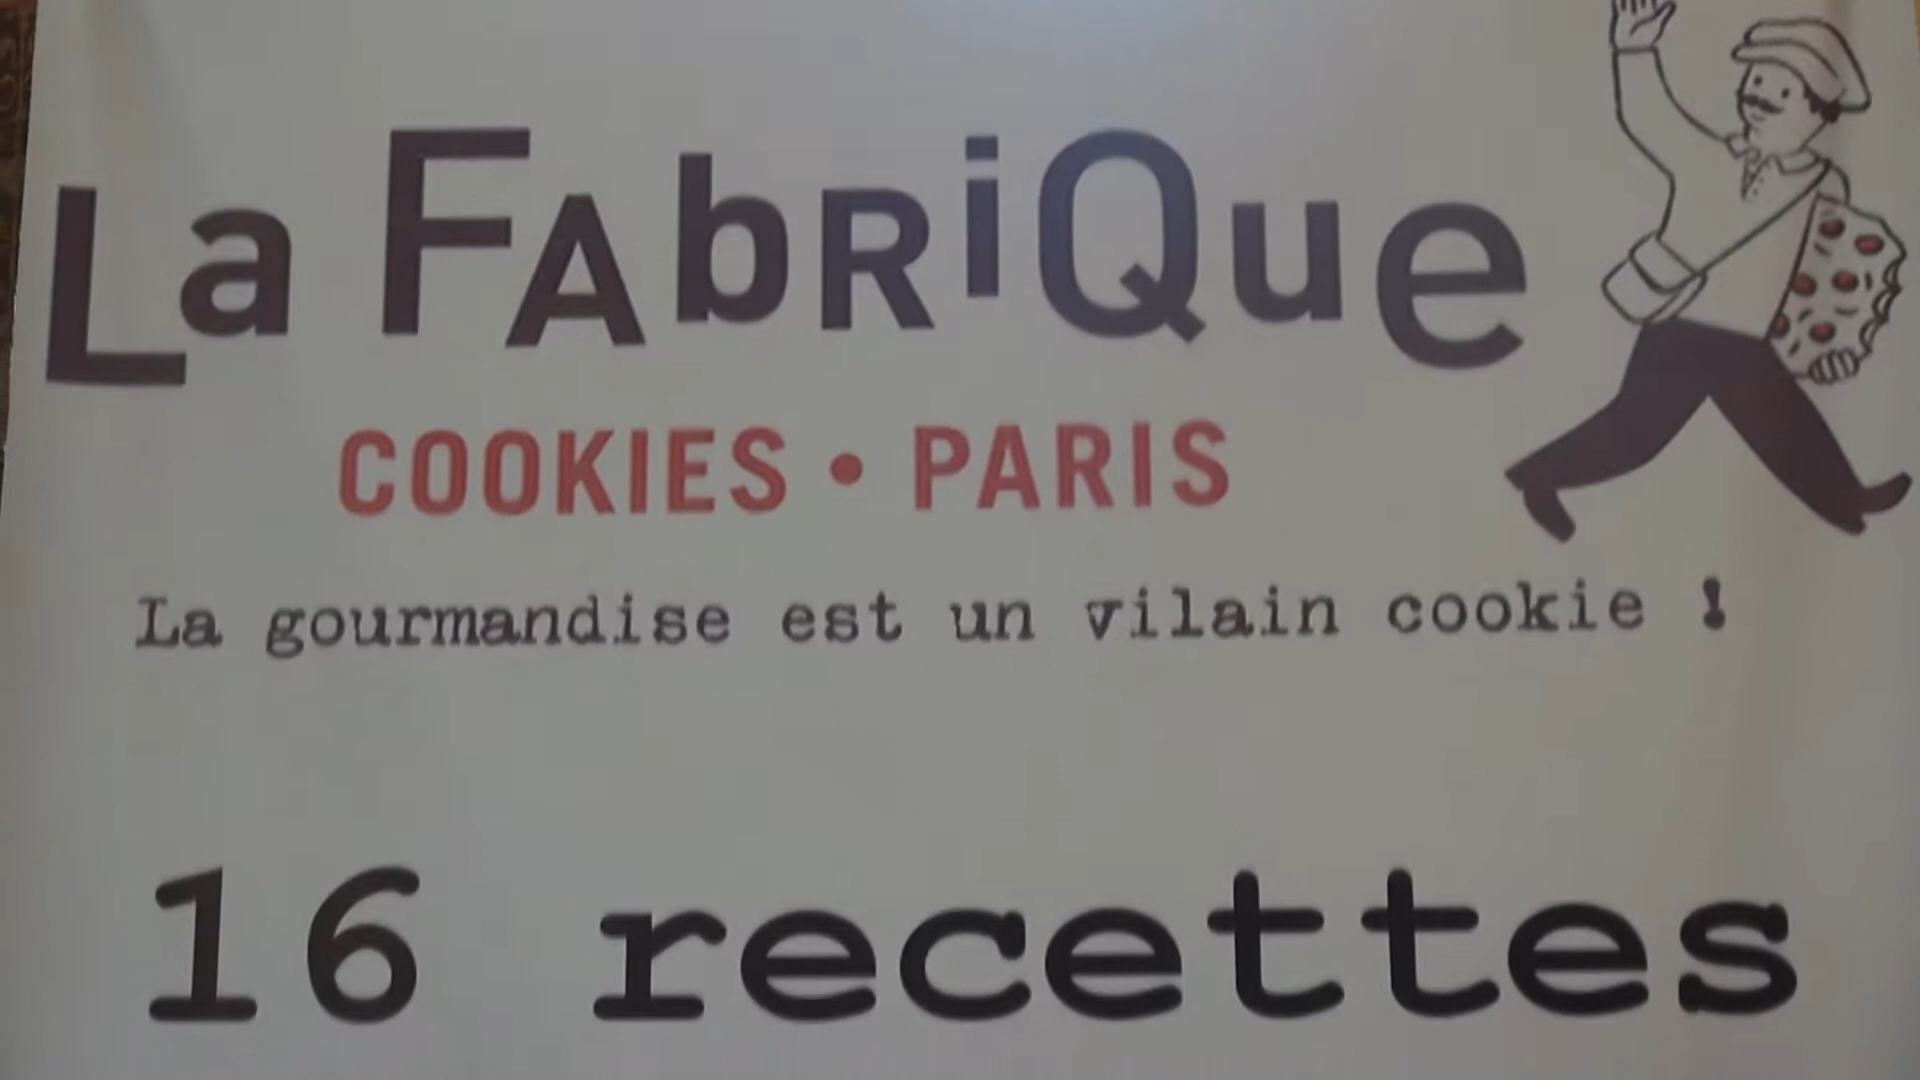 La FAbRiQue
COOKIES • PARIS
La gourmandise est un vilain cookie !
16 recettes